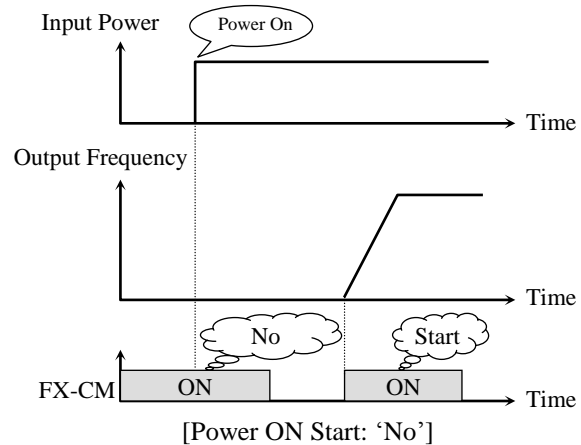 Input Power
Power On
Time
Output Frequency
Time
No
Start
FX-CM
ON
ON
Time
[Power ON Start: ‘No’]